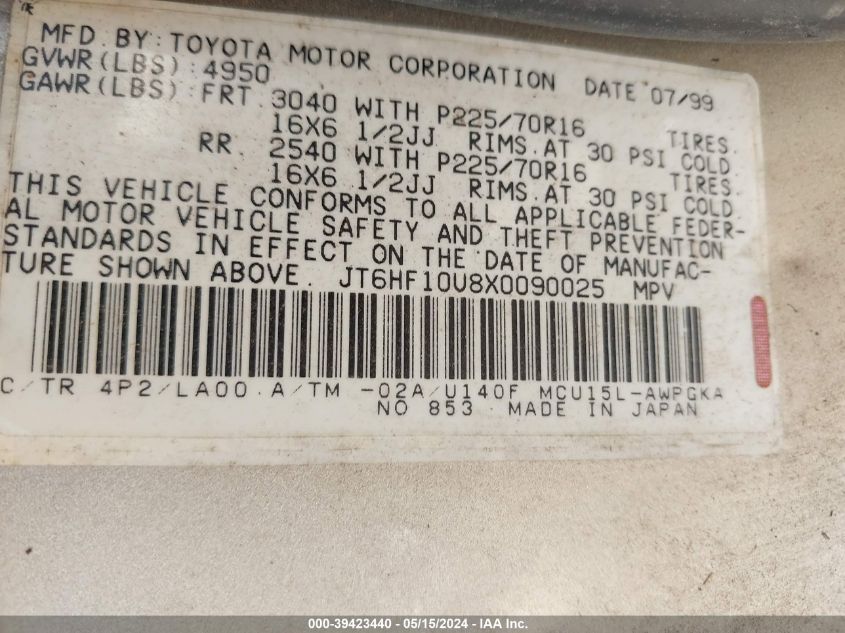 MFD. BY: TOYOTA MOTOR CORPORATION DATE 07/99
GVWR(LBS): 4950
GAWR(LBS): FRT. 3040 WITH P225/70R16 TIRES.
16X6 1/2JJ RIMS. AT 30 PSI COLD.
RR. 2540 WITH P225/70R16 TIRES.
16X6 1/2JJ RIMS. AT 30 PSI COLD.
THIS VEHICLE CONFORMS TO ALL APPLICABLE FEDER-
AL MOTOR VEHICLE SAFETY AND THEFT PREVENTION
STANDARDS IN EFFECT ON THE DATE OF MANUFAC-
TURE SHOWN ABOVE. JT6HF10U8X0090025 MPV
C/TR 4P2/LA00 A/TM -02A/U140F MCU15L-AWPGKA
NO 853 MADE IN JAPAN
000-39423440 - 05/15/2024 - IAA Inc.